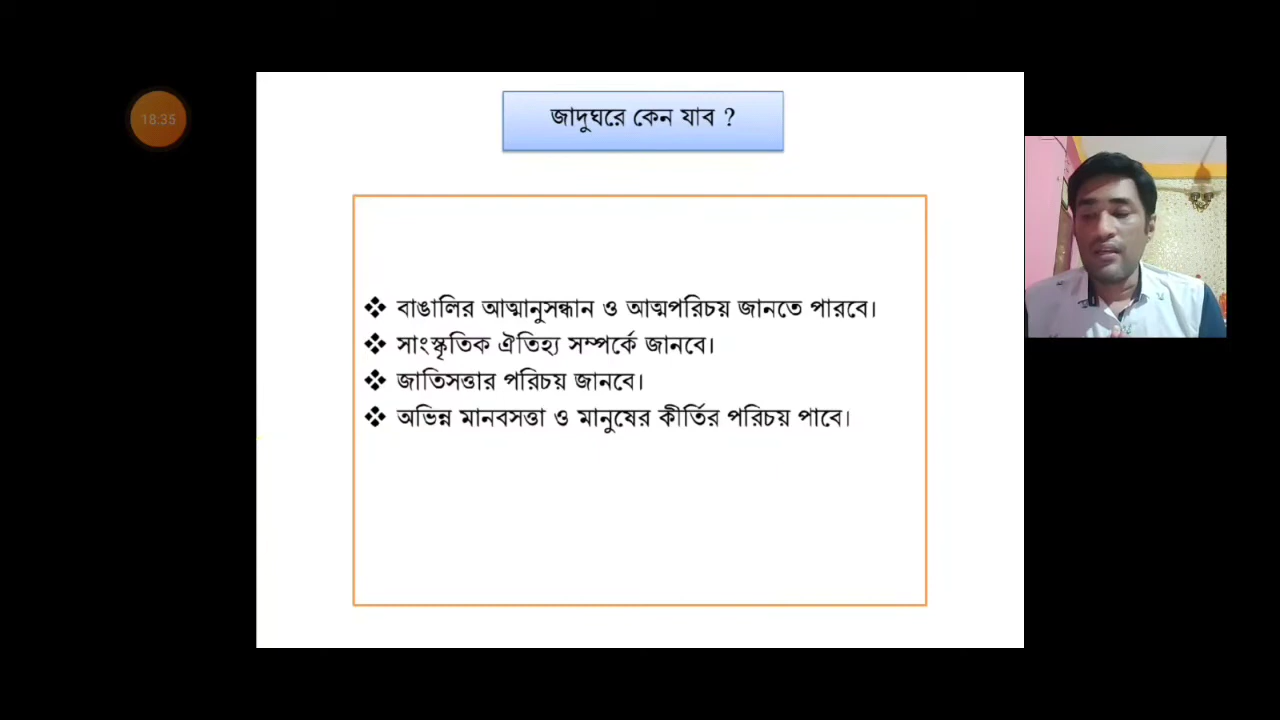 18.35
জাদুঘরে কেন যাব ?
❖ বাঙালির আত্মানুসন্ধান ও আত্মপরিচয় জানতে পারবে।
❖ সাংস্কৃতিক ঐতিহ্য সম্পর্কে জানবে।
❖ জাতিসত্তার পরিচয় জানবে।
❖ অভিন্ন মানবসত্তা ও মানুষের কীর্তির পরিচয় পাবে।